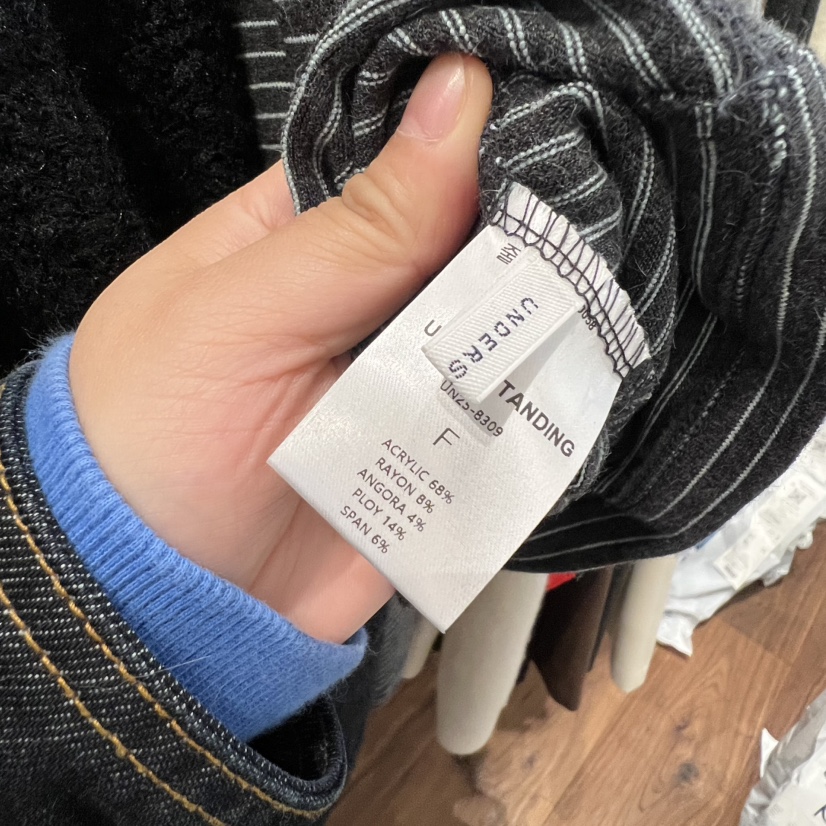 UNDERS
TANDING
UN25-8309
F
ACRYLIC 68%
RAYON 8%
ANGORA 4%
PLOY 14%
SPAN 6%